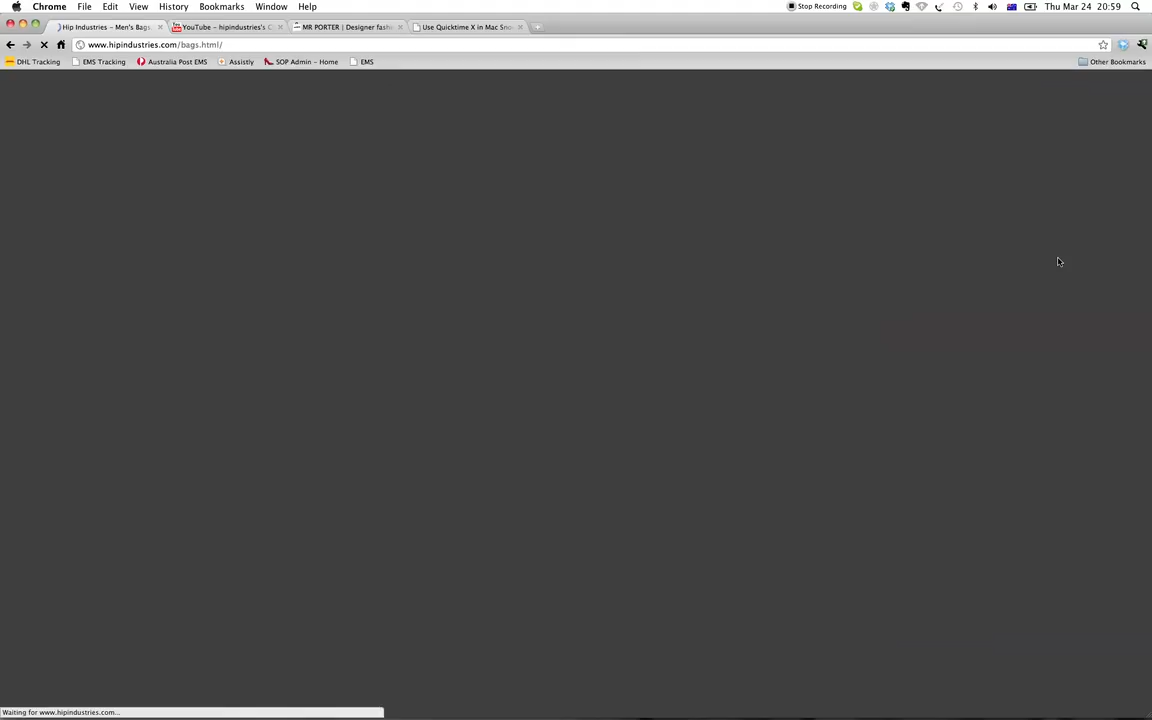 Chrome File Edit View History Bookmarks Window Help Stop Recording Thu Mar 24 20:59
Hip Industries – Men's Bags, YouTube – hipindustries's C MR PORTER | Designer fashi Use Quicktime X in Mac Sno
www.hipindustries.com/bags.html/
DHL Tracking EMS Tracking Australia Post EMS Assistly SOP Admin – Home EMS Other Bookmarks
Waiting for www.hipindustries.com...